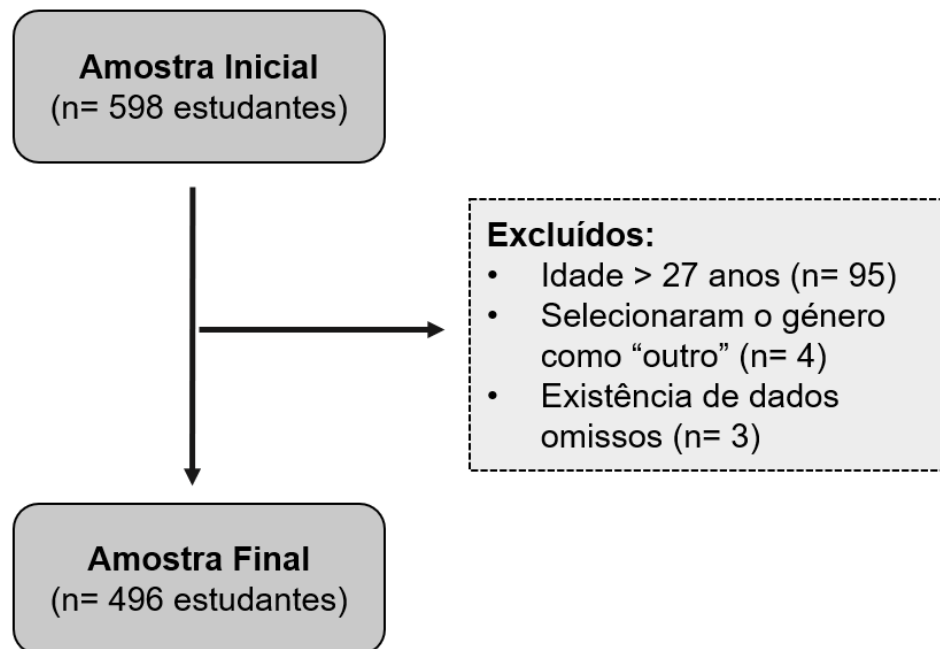 Amostra Inicial
(n= 598 estudantes)
Excluídos:
• Idade > 27 anos (n= 95)
• Selecionaram o género
como “outro” (n= 4)
• Existência de dados
omissos (n= 3)
Amostra Final
(n= 496 estudantes)